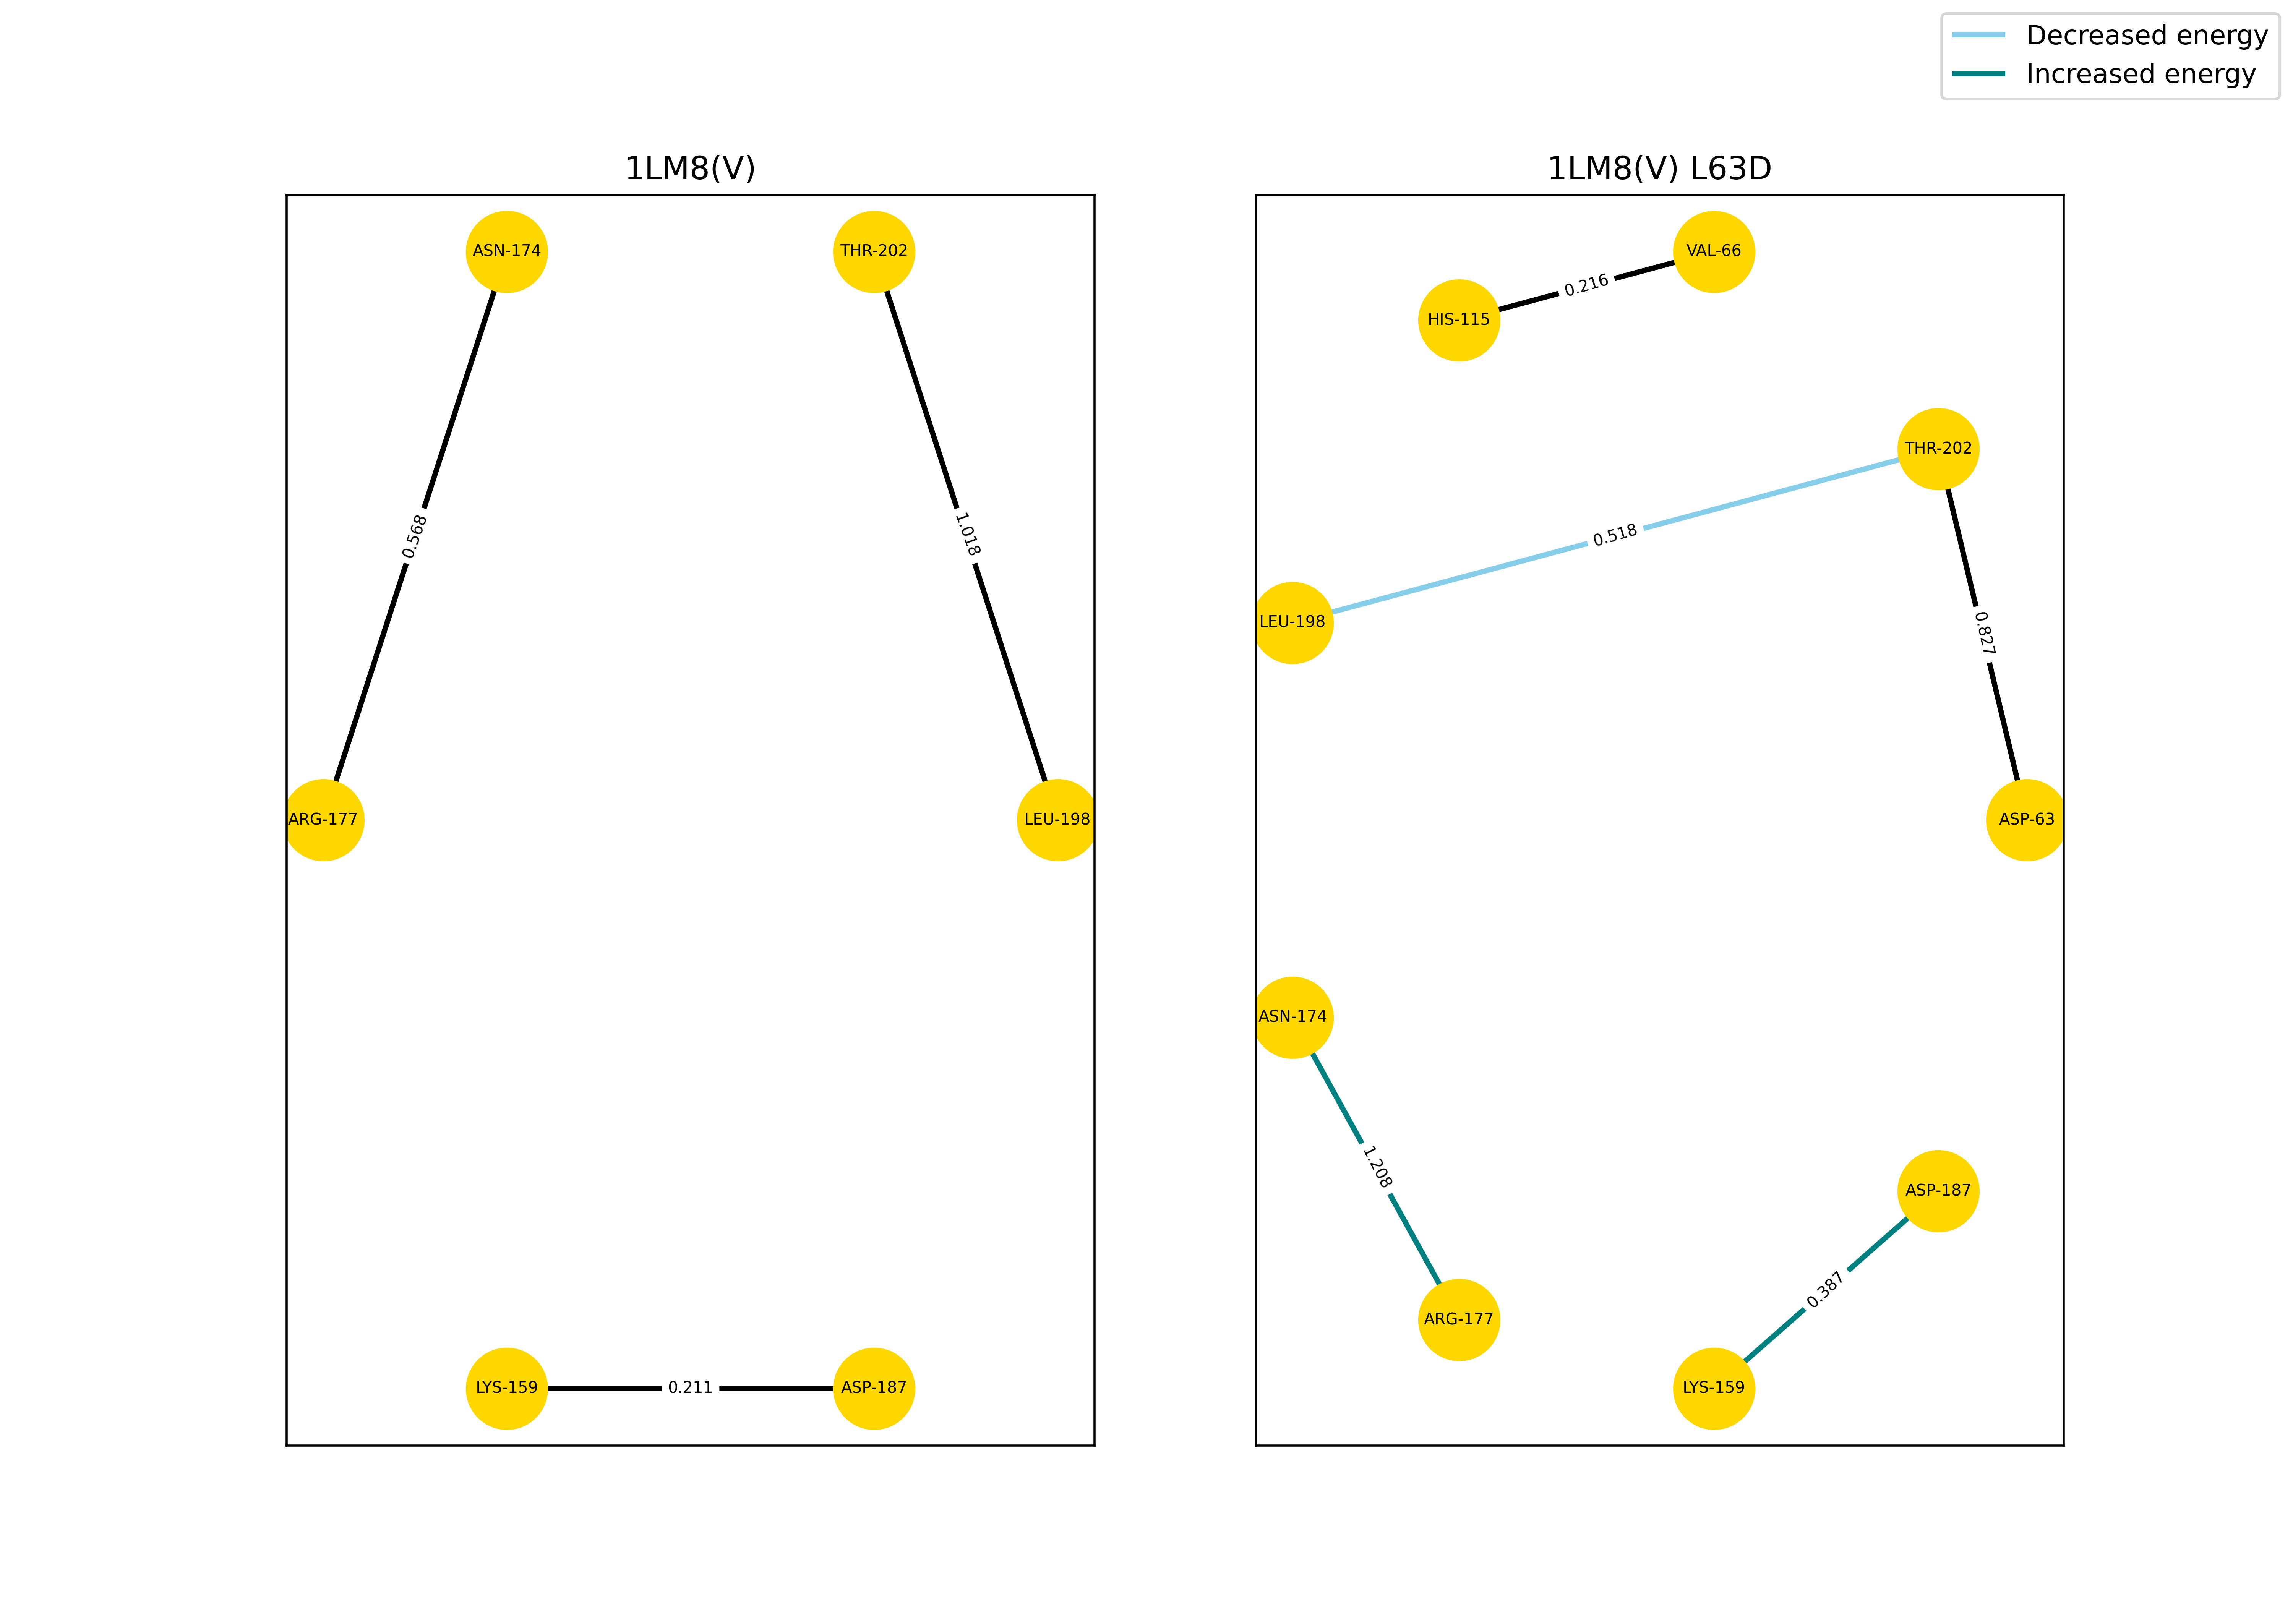 Decreased energy
Increased energy
1LM8(V)
ASN-174
THR-202
0.568
1.018
ARG-177
LEU-198
LYS-159
0.211
ASP-187
1LM8(V) L63D
VAL-66
0.216
HIS-115
THR-202
0.518
LEU-198
0.827
ASP-63
ASN-174
1.208
ASP-187
0.387
ARG-177
LYS-159